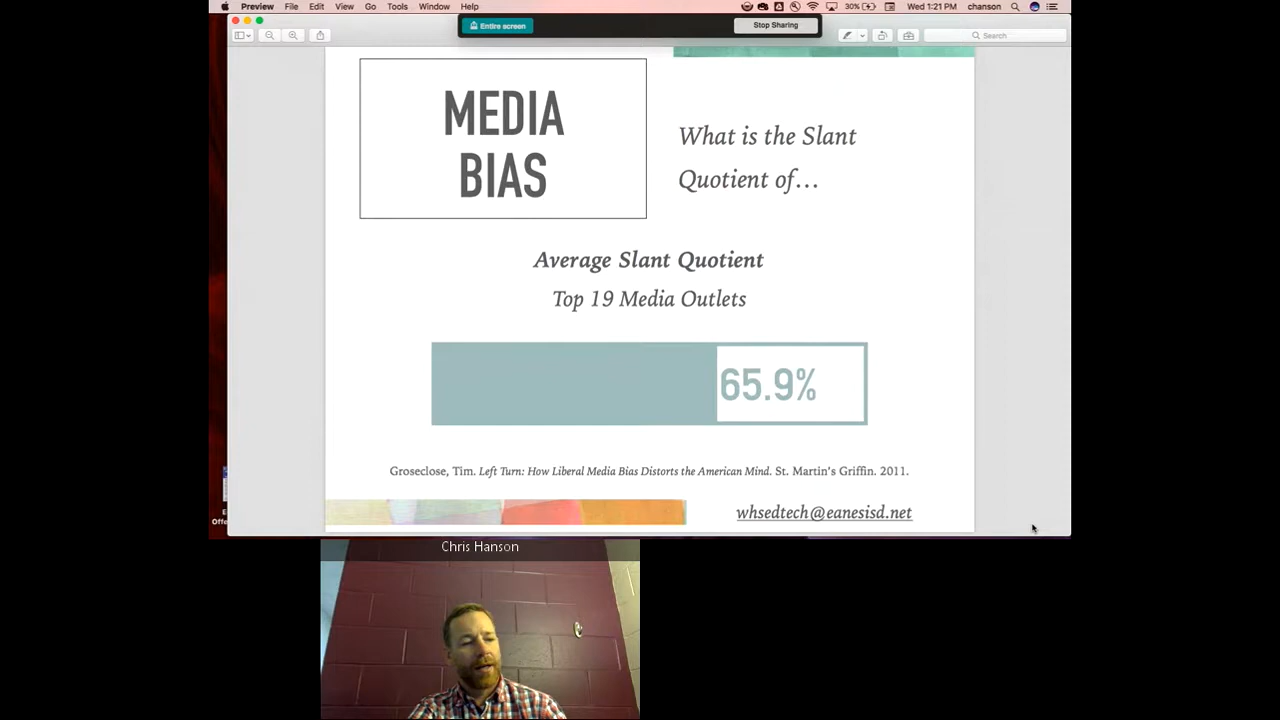 Preview File Edit View Go Tools Window Help 30% Wed 1:21 PM chanson
Entire screen Stop Sharing
Search
MEDIA
BIAS
What is the Slant
Quotient of…
Average Slant Quotient
Top 19 Media Outlets
65.9%
Groseclose, Tim. Left Turn: How Liberal Media Bias Distorts the American Mind. St. Martin's Griffin. 2011.
whsedtech@eanesisd.net
Chris Hanson